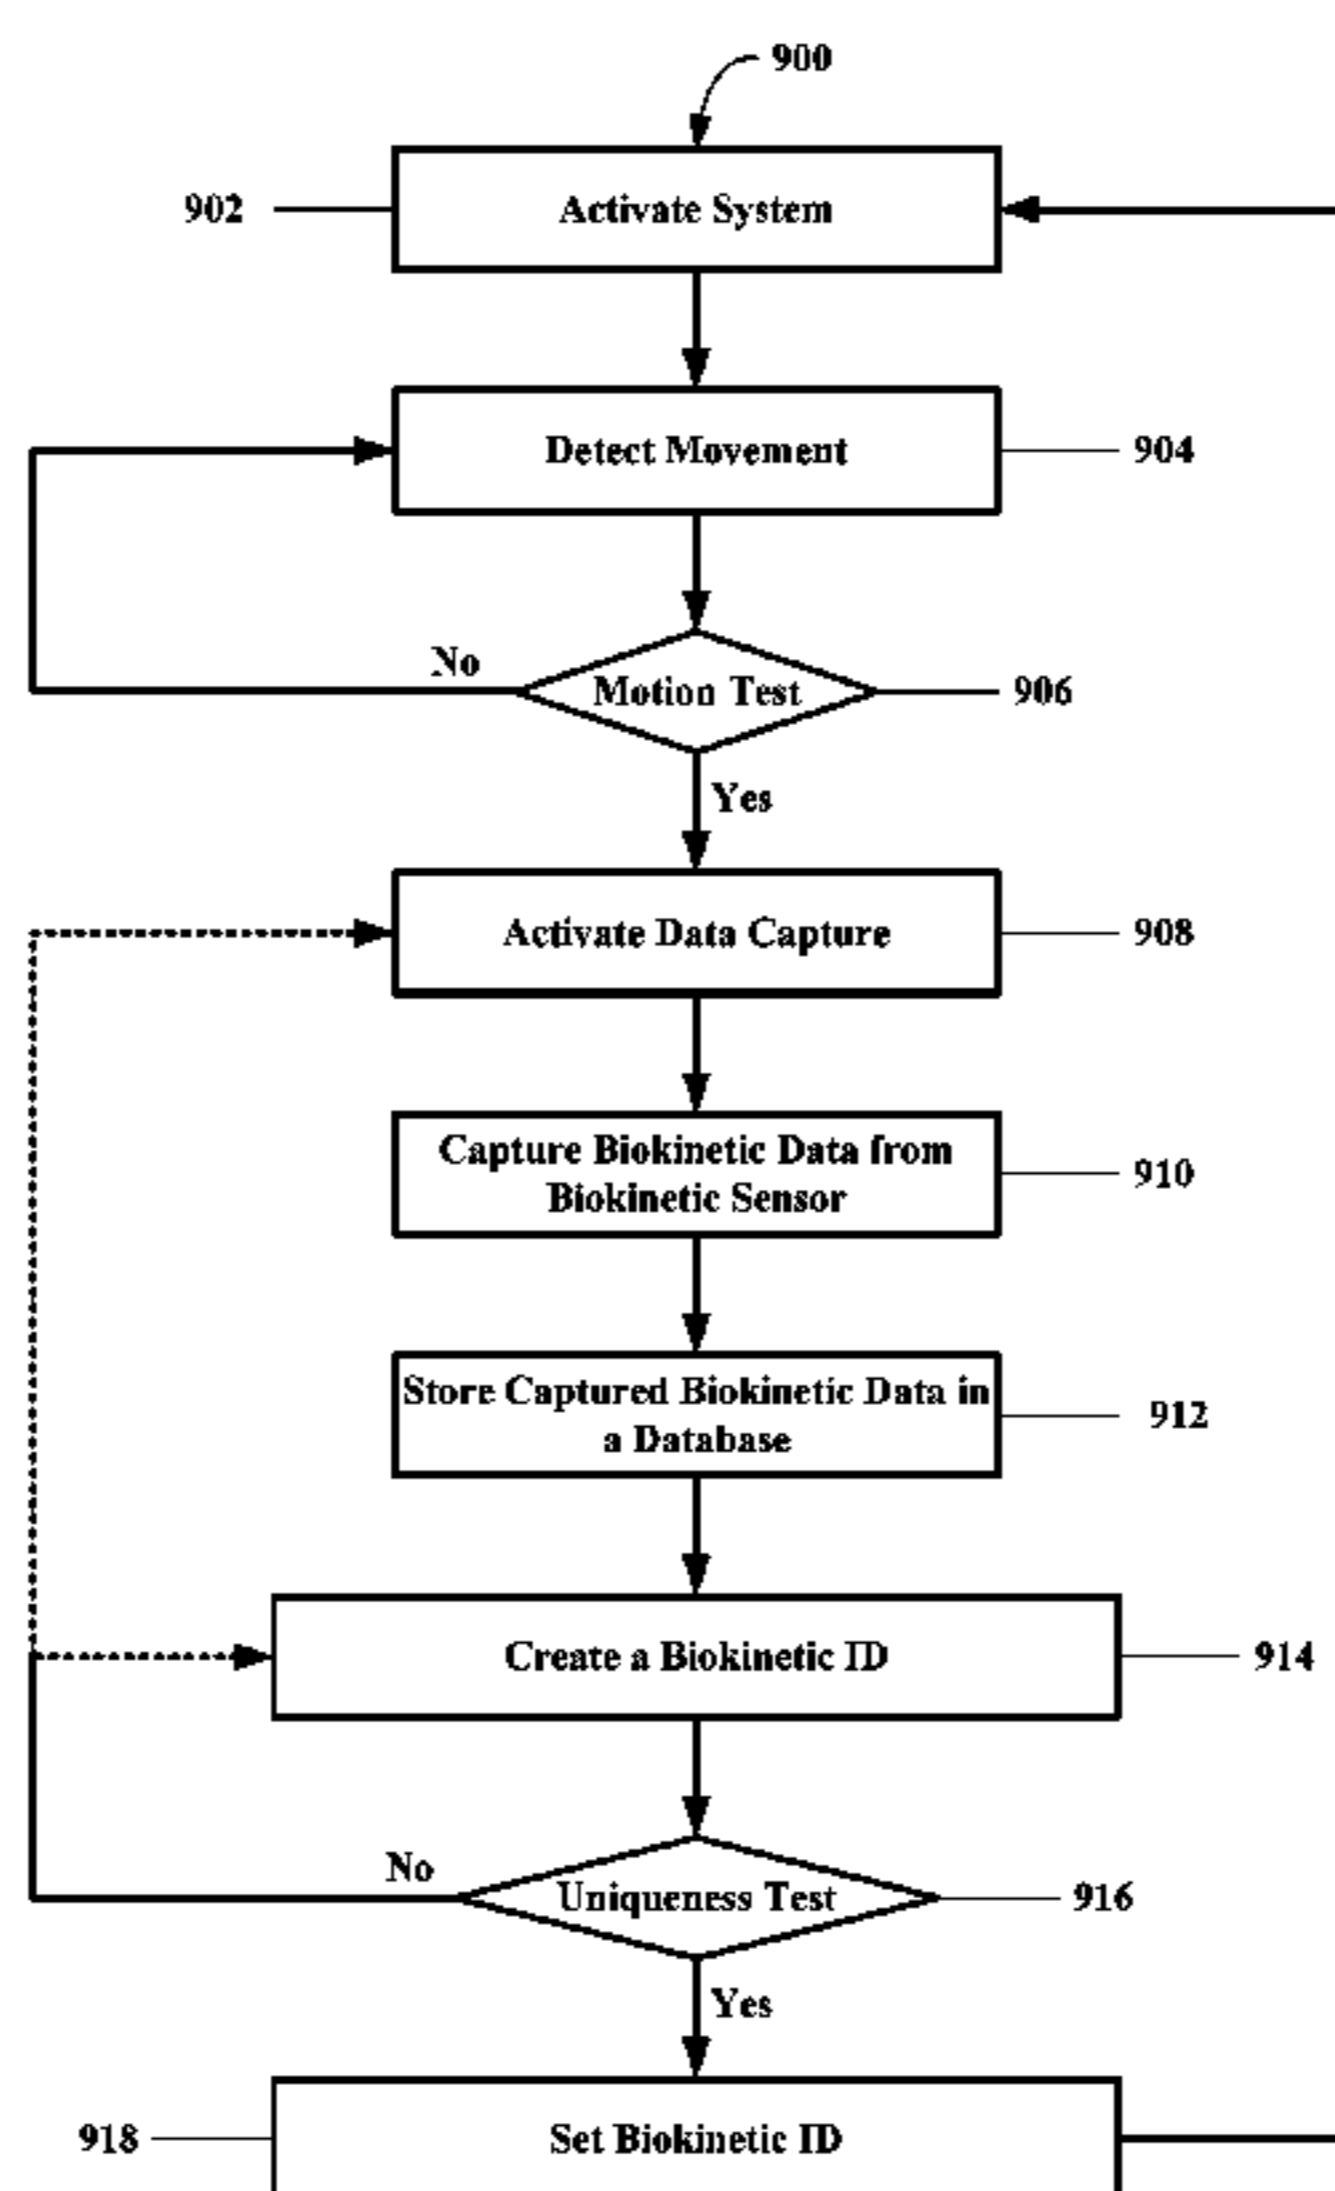 900
902
Activate System
Detect Movement
904
No
Motion Test
906
Yes
Activate Data Capture
908
Capture Biokinetic Data from
Biokinetic Sensor
910
Store Captured Biokinetic Data in
a Database
912
Create a Biokinetic ID
914
No
Uniqueness Test
916
Yes
918
Set Biokinetic ID